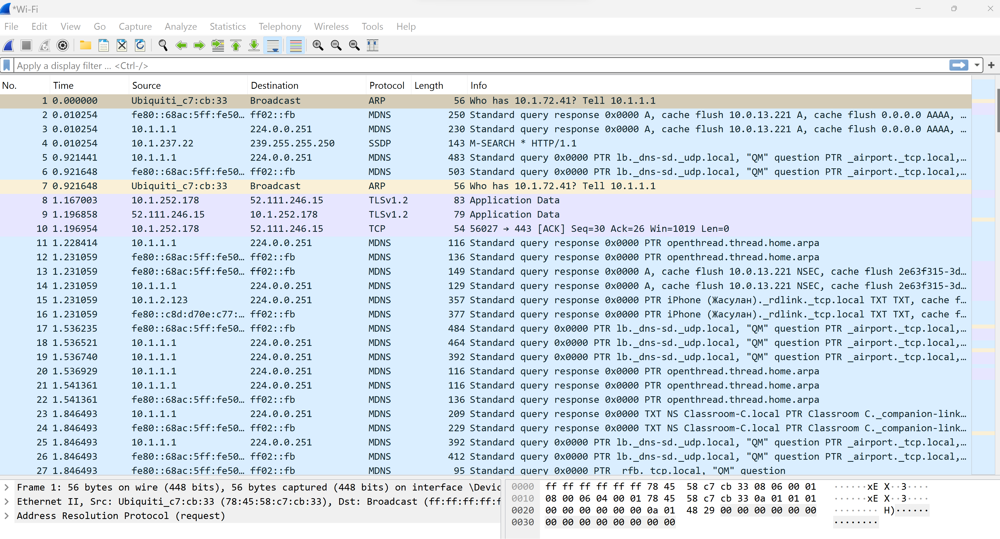 *Wi-Fi
File Edit View Go Capture Analyze Statistics Telephony Wireless Tools Help
Apply a display filter ... <Ctrl-/>
No. Time Source Destination Protocol Length Info
1 0.000000 Ubiquiti_c7:cb:33 Broadcast ARP 56 Who has 10.1.72.41? Tell 10.1.1.1
2 0.010254 fe80::68ac:5ff:fe50… ff02::fb MDNS 250 Standard query response 0x0000 A, cache flush 10.0.13.221 A, cache flush 0.0.0.0 AAAA, …
3 0.010254 10.1.1.1 224.0.0.251 MDNS 230 Standard query response 0x0000 A, cache flush 10.0.13.221 A, cache flush 0.0.0.0 AAAA, …
4 0.010254 10.1.237.22 239.255.255.250 SSDP 143 M-SEARCH * HTTP/1.1
5 0.921441 10.1.1.1 224.0.0.251 MDNS 483 Standard query 0x0000 PTR lb._dns-sd._udp.local, "QM" question PTR _airport._tcp.local,…
6 0.921648 fe80::68ac:5ff:fe50… ff02::fb MDNS 503 Standard query 0x0000 PTR lb._dns-sd._udp.local, "QM" question PTR _airport._tcp.local,…
7 0.921648 Ubiquiti_c7:cb:33 Broadcast ARP 56 Who has 10.1.72.41? Tell 10.1.1.1
8 1.167003 10.1.252.178 52.111.246.15 TLSv1.2 83 Application Data
9 1.196858 52.111.246.15 10.1.252.178 TLSv1.2 79 Application Data
10 1.196954 10.1.252.178 52.111.246.15 TCP 54 56027 → 443 [ACK] Seq=30 Ack=26 Win=1019 Len=0
11 1.228414 10.1.1.1 224.0.0.251 MDNS 116 Standard query response 0x0000 PTR openthread.thread.home.arpa
12 1.231059 fe80::68ac:5ff:fe50… ff02::fb MDNS 136 Standard query response 0x0000 PTR openthread.thread.home.arpa
13 1.231059 fe80::68ac:5ff:fe50… ff02::fb MDNS 149 Standard query response 0x0000 A, cache flush 10.0.13.221 NSEC, cache flush 2e63f315-3d…
14 1.231059 10.1.1.1 224.0.0.251 MDNS 129 Standard query response 0x0000 A, cache flush 10.0.13.221 NSEC, cache flush 2e63f315-3d…
15 1.231059 10.1.2.123 224.0.0.251 MDNS 357 Standard query response 0x0000 PTR iPhone (Жасулан)._rdlink._tcp.local TXT TXT, cache f…
16 1.231059 fe80::c8d:d70e:c77:… ff02::fb MDNS 377 Standard query response 0x0000 PTR iPhone (Жасулан)._rdlink._tcp.local TXT TXT, cache f…
17 1.536235 fe80::68ac:5ff:fe50… ff02::fb MDNS 484 Standard query 0x0000 PTR lb._dns-sd._udp.local, "QM" question PTR _airport._tcp.local,…
18 1.536521 10.1.1.1 224.0.0.251 MDNS 464 Standard query 0x0000 PTR lb._dns-sd._udp.local, "QM" question PTR _airport._tcp.local,…
19 1.536740 10.1.1.1 224.0.0.251 MDNS 392 Standard query 0x0000 PTR lb._dns-sd._udp.local, "QM" question PTR _airport._tcp.local,…
20 1.536929 10.1.1.1 224.0.0.251 MDNS 116 Standard query response 0x0000 PTR openthread.thread.home.arpa
21 1.541361 10.1.1.1 224.0.0.251 MDNS 116 Standard query response 0x0000 PTR openthread.thread.home.arpa
22 1.541361 fe80::68ac:5ff:fe50… ff02::fb MDNS 136 Standard query response 0x0000 PTR openthread.thread.home.arpa
23 1.846493 10.1.1.1 224.0.0.251 MDNS 209 Standard query response 0x0000 TXT NS Classroom-C.local PTR Classroom C._companion-link…
24 1.846493 fe80::68ac:5ff:fe50… ff02::fb MDNS 229 Standard query response 0x0000 TXT NS Classroom-C.local PTR Classroom C._companion-link…
25 1.846493 10.1.1.1 224.0.0.251 MDNS 392 Standard query 0x0000 PTR lb._dns-sd._udp.local, "QM" question PTR _airport._tcp.local,…
26 1.846493 fe80::68ac:5ff:fe50… ff02::fb MDNS 412 Standard query 0x0000 PTR lb._dns-sd._udp.local, "QM" question PTR _airport._tcp.local,…
27 1.846493 fe80::68ac:5ff:fe50… ff02::fb MDNS 95 Standard query 0x0000 PTR _rfb._tcp.local, "QM" question
Frame 1: 56 bytes on wire (448 bits), 56 bytes captured (448 bits) on interface \Devic
Ethernet II, Src: Ubiquiti_c7:cb:33 (78:45:58:c7:cb:33), Dst: Broadcast (ff:ff:ff:ff:f
Address Resolution Protocol (request)
0000 ff ff ff ff ff ff 78 45 58 c7 cb 33 08 06 00 01 ······xE X··3····
0010 08 00 06 04 00 01 78 45 58 c7 cb 33 0a 01 01 01 ······xE X··3····
0020 00 00 00 00 00 00 0a 01 48 29 00 00 00 00 00 00 ········ H)······
0030 00 00 00 00 00 00 00 00 ········